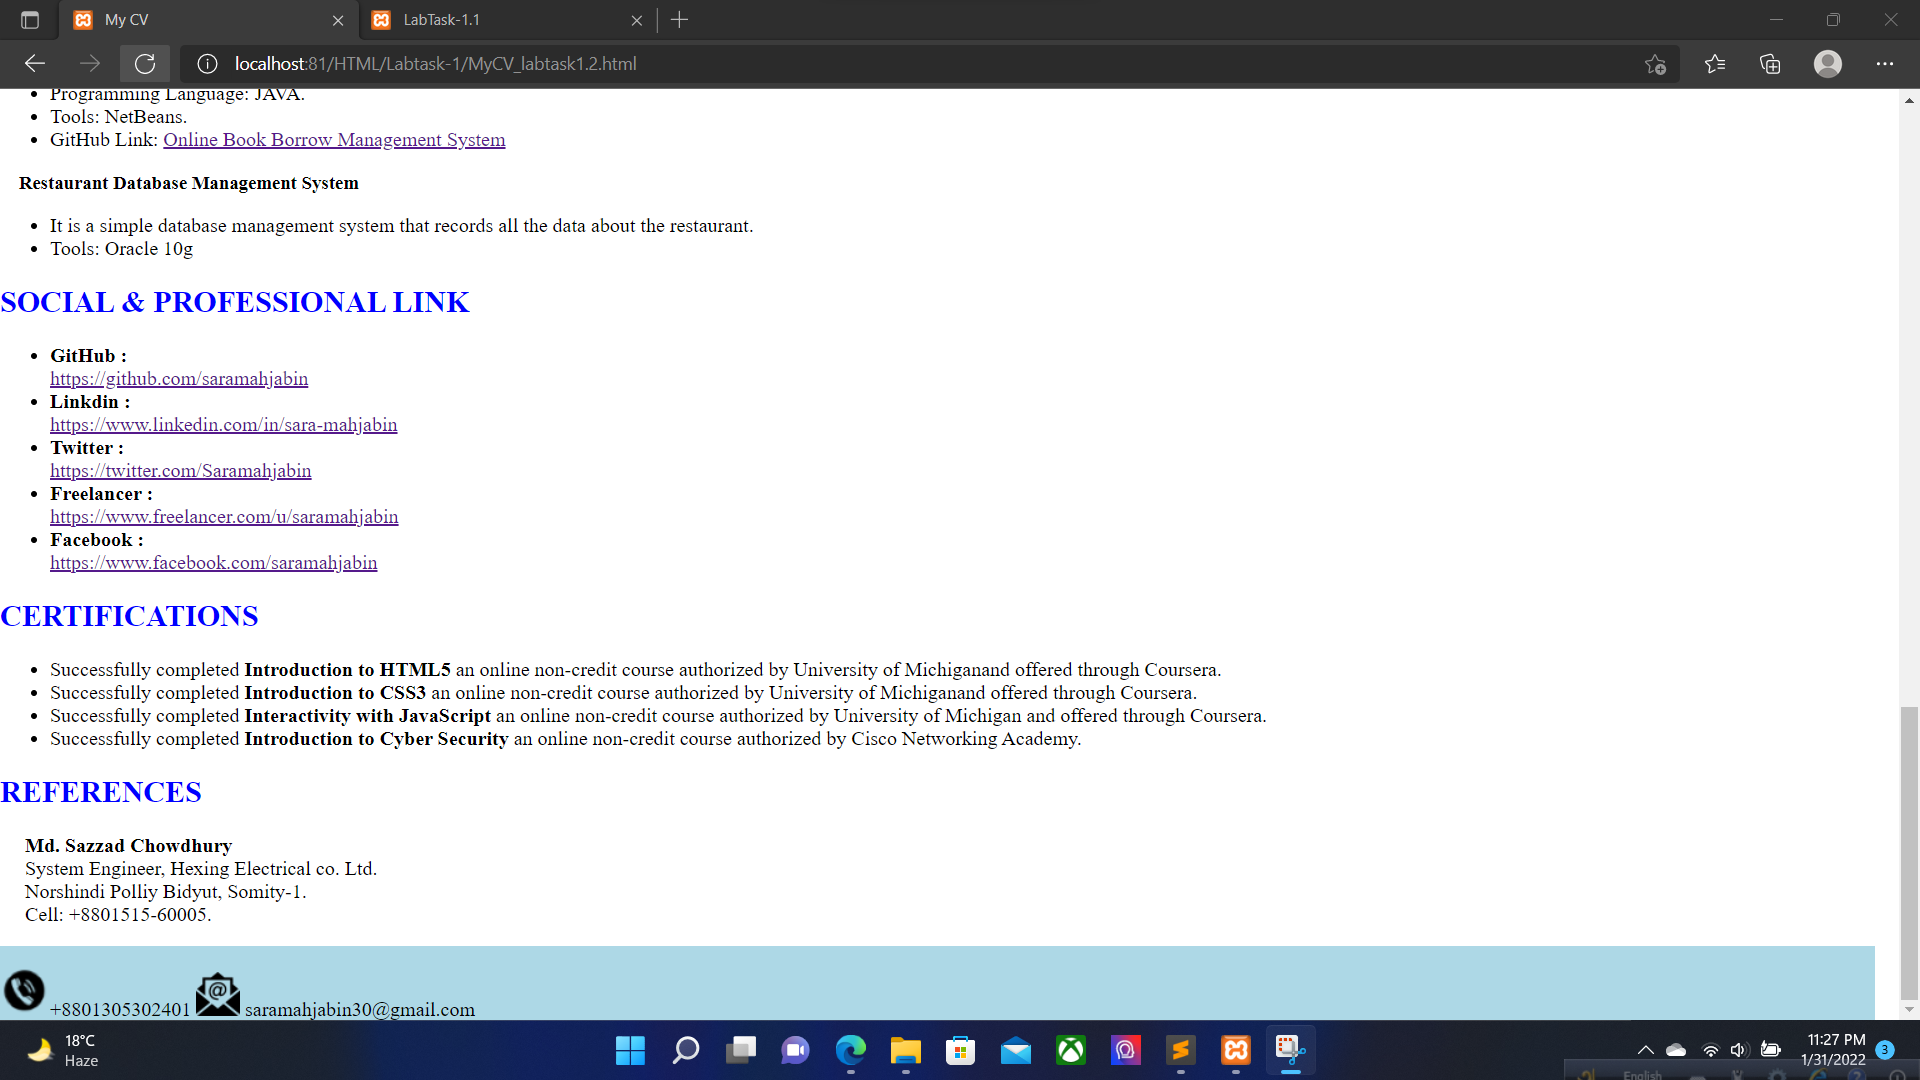 My CV
LabTask-1.1
localhost:81/HTML/Labtask-1/MyCV_labtask1.2.html
Programming Language: JAVA.
Tools: NetBeans.
GitHub Link: Online Book Borrow Management System
Restaurant Database Management System
It is a simple database management system that records all the data about the restaurant.
Tools: Oracle 10g
SOCIAL & PROFESSIONAL LINK
GitHub :
https://github.com/saramahjabin
Linkdin :
https://www.linkedin.com/in/sara-mahjabin
Twitter :
https://twitter.com/Saramahjabin
Freelancer :
https://www.freelancer.com/u/saramahjabin
Facebook :
https://www.facebook.com/saramahjabin
CERTIFICATIONS
Successfully completed Introduction to HTML5 an online non-credit course authorized by University of Michiganand offered through Coursera.
Successfully completed Introduction to CSS3 an online non-credit course authorized by University of Michiganand offered through Coursera.
Successfully completed Interactivity with JavaScript an online non-credit course authorized by University of Michigan and offered through Coursera.
Successfully completed Introduction to Cyber Security an online non-credit course authorized by Cisco Networking Academy.
REFERENCES
Md. Sazzad Chowdhury
System Engineer, Hexing Electrical co. Ltd.
Norshindi Polliy Bidyut, Somity-1.
Cell: +8801515-60005.
+8801305302401 saramahjabin30@gmail.com
18°C
Haze
11:27 PM
1/31/2022
3
English